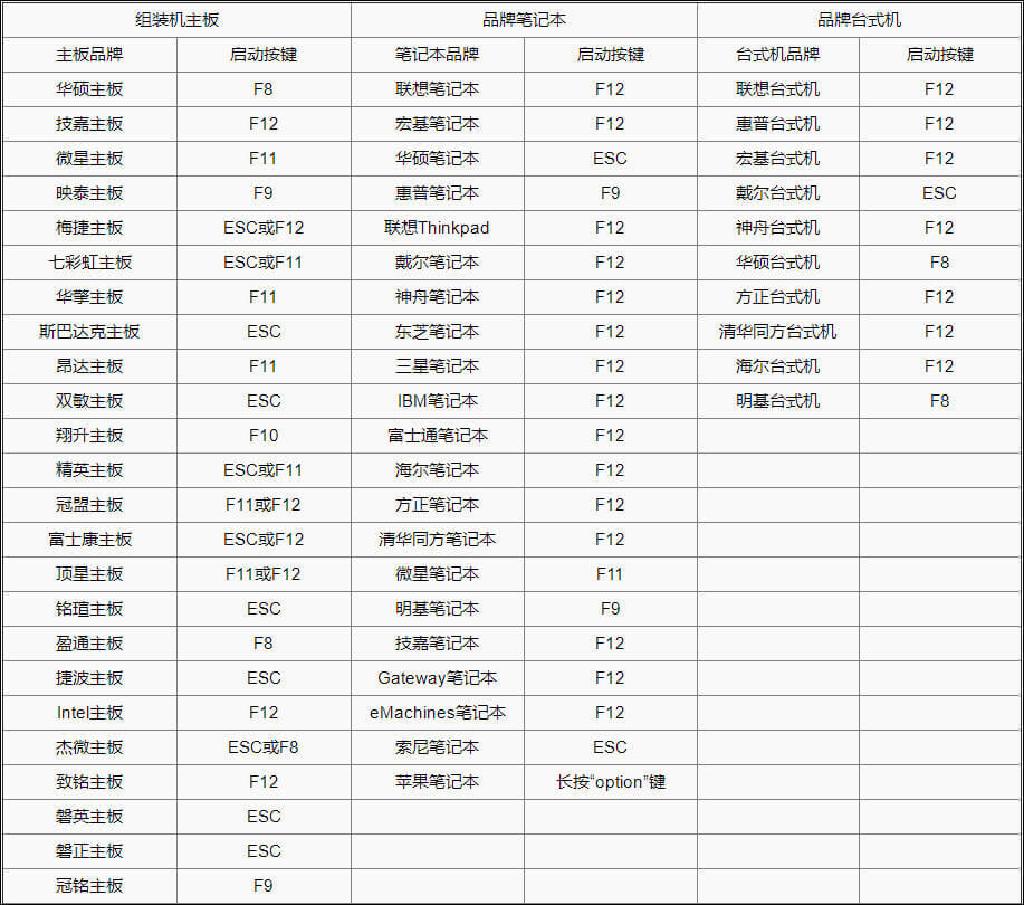 组装机主板 品牌笔记本 品牌台式机
主板品牌 启动按键 笔记本品牌 启动按键 台式机品牌 启动按键
华硕主板 F8 联想笔记本 F12 联想台式机 F12
技嘉主板 F12 宏基笔记本 F12 惠普台式机 F12
微星主板 F11 华硕笔记本 ESC 宏基台式机 F12
映泰主板 F9 惠普笔记本 F9 戴尔台式机 ESC
梅捷主板 ESC或F12 联想Thinkpad F12 神舟台式机 F12
七彩虹主板 ESC或F11 戴尔笔记本 F12 华硕台式机 F8
华擎主板 F11 神舟笔记本 F12 方正台式机 F12
斯巴达克主板 ESC 东芝笔记本 F12 清华同方台式机 F12
昂达主板 F11 三星笔记本 F12 海尔台式机 F12
双敏主板 ESC IBM笔记本 F12 明基台式机 F8
翔升主板 F10 富士通笔记本 F12
精英主板 ESC或F11 海尔笔记本 F12
冠盟主板 F11或F12 方正笔记本 F12
富士康主板 ESC或F12 清华同方笔记本 F12
顶星主板 F11或F12 微星笔记本 F11
铭瑄主板 ESC 明基笔记本 F9
盈通主板 F8 技嘉笔记本 F12
捷波主板 ESC Gateway笔记本 F12
Intel主板 F12 eMachines笔记本 F12
杰微主板 ESC或F8 索尼笔记本 ESC
致铭主板 F12 苹果笔记本 长按“option”键
磐英主板 ESC
磐正主板 ESC
冠铭主板 F9